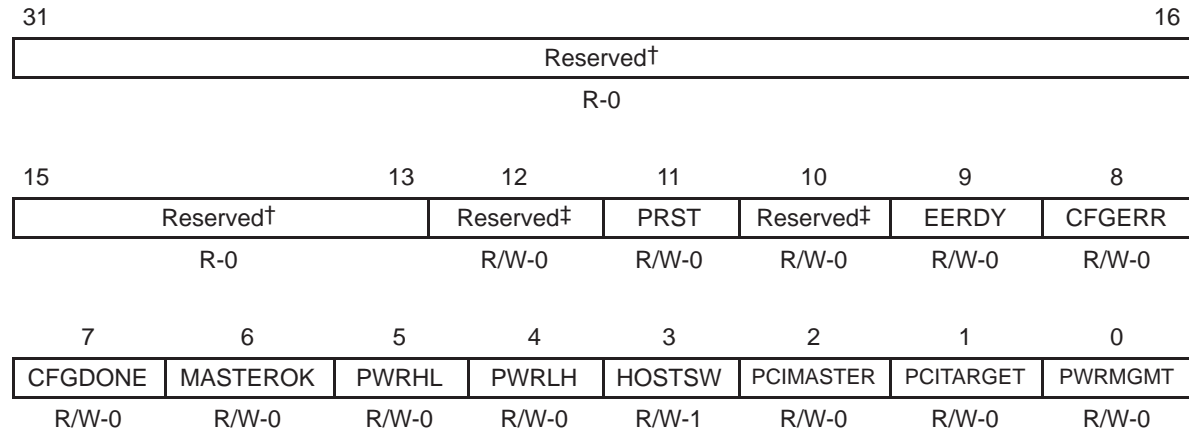 31 16
Reserved†
R-0
15 13 12 11 10 9 8
Reserved† Reserved‡ PRST Reserved‡ EERDY CFGERR
R-0 R/W-0 R/W-0 R/W-0 R/W-0 R/W-0
7 6 5 4 3 2 1 0
CFGDONE MASTEROK PWRHL PWRLH HOSTSW PCIMASTER PCITARGET PWRMGMT
R/W-0 R/W-0 R/W-0 R/W-0 R/W-1 R/W-0 R/W-0 R/W-0